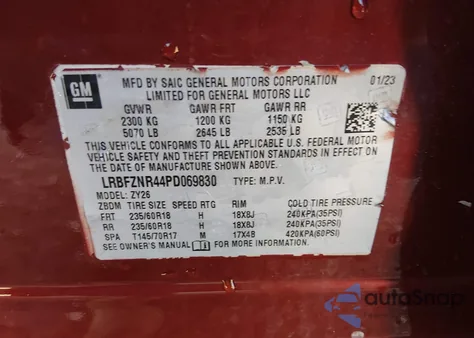 GM
MFD BY SAIC GENERAL MOTORS CORPORATION 01/23
LIMITED FOR GENERAL MOTORS LLC
GVWR GAWR FRT GAWR RR
2300 KG 1200 KG 1150 KG
5070 LB 2645 LB 2535 LB
THIS VEHICLE CONFORMS TO ALL APPLICABLE U.S. FEDERAL MOTOR
VEHICLE SAFETY AND THEFT PREVENTION STANDARDS IN EFFECT ON
THE DATE OF MANUFACTURE SHOWN ABOVE.
LRBFZNR44PD069830 TYPE: M.P.V.
MODEL: ZY26
ZBDM TIRE SIZE SPEED RTG RIM COLD TIRE PRESSURE
FRT 235/60R18 H 18X8J 240KPA(35PSI)
RR 235/60R18 H 18X8J 240KPA(35PSI)
SPA T145/70R17 M 17X4B 420KPA(60PSI)
SEE OWNER'S MANUAL FOR MORE INFORMATION
autoSnap